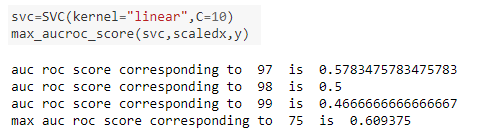 svc=SVC(kernel="linear",C=10)
max_aucroc_score(svc,scaledx,y)
auc roc score corresponding to  97  is  0.5783475783475783
auc roc score corresponding to  98  is  0.5
auc roc score corresponding to  99  is  0.4666666666666667
max auc roc score corresponding to  75  is  0.609375